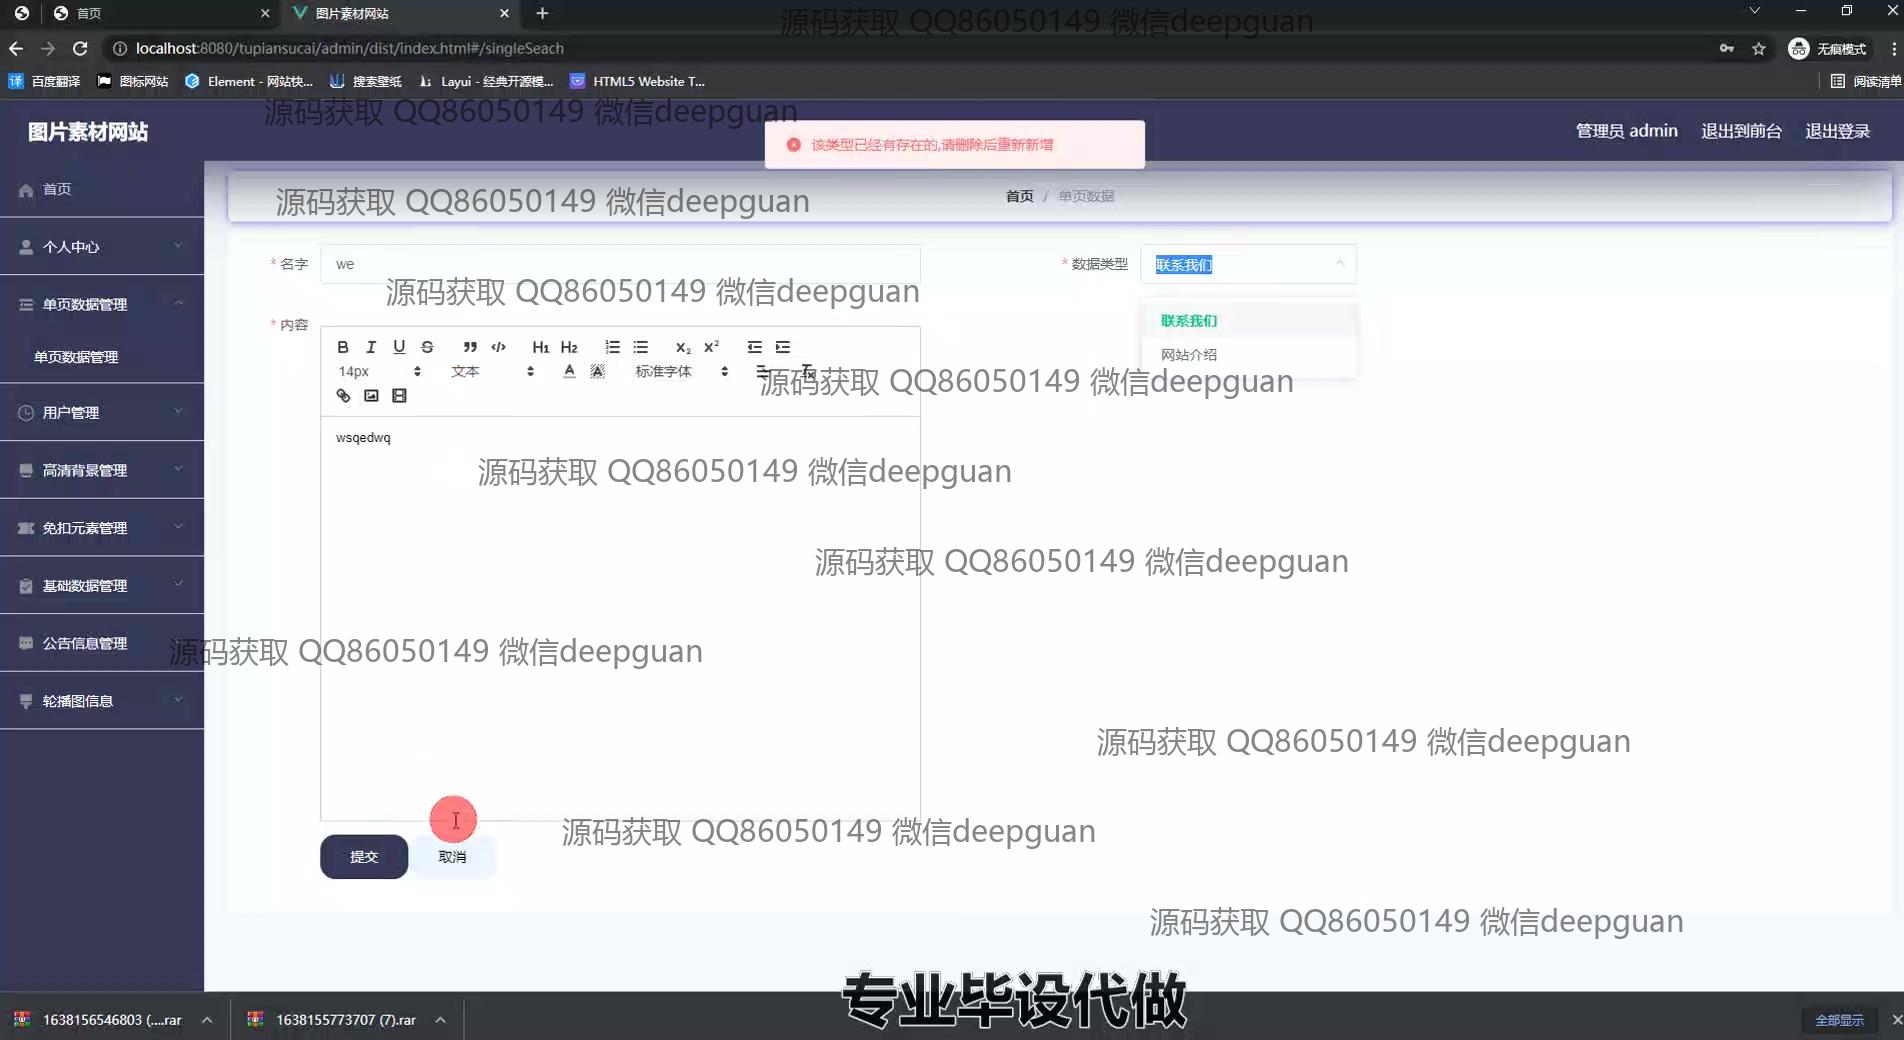 首页
图片素材网站
源码获取 QQ86050149 微信deepguan
localhost:8080/tupiansucai/admin/dist/index.html#/singleSeach
无痕模式
译 百度翻译
图标网站
Element - 网站快...
搜索壁纸
Layui - 经典开源模...
HTML5 Website T...
阅读清单
源码获取 QQ86050149 微信deepguan
图片素材网站
该类型已经有存在的,请删除后重新新增
管理员 admin
退出到前台
退出登录
首页
源码获取 QQ86050149 微信deepguan
首页 / 单页数据
个人中心
* 名字
we
* 数据类型
联系我们
源码获取 QQ86050149 微信deepguan
单页数据管理
* 内容
联系我们
B I U S ” </> H1 H2 X2 X2
单页数据管理
网站介绍
14px
文本
A A
标准字体
Tx
源码获取 QQ86050149 微信deepguan
用户管理
wsqedwq
高清背景管理
源码获取 QQ86050149 微信deepguan
免扣元素管理
源码获取 QQ86050149 微信deepguan
基础数据管理
公告信息管理
源码获取 QQ86050149 微信deepguan
轮播图信息
源码获取 QQ86050149 微信deepguan
源码获取 QQ86050149 微信deepguan
提交
取消
源码获取 QQ86050149 微信deepguan
专业毕设代做
1638156546803 (....rar
1638155773707 (7).rar
全部显示